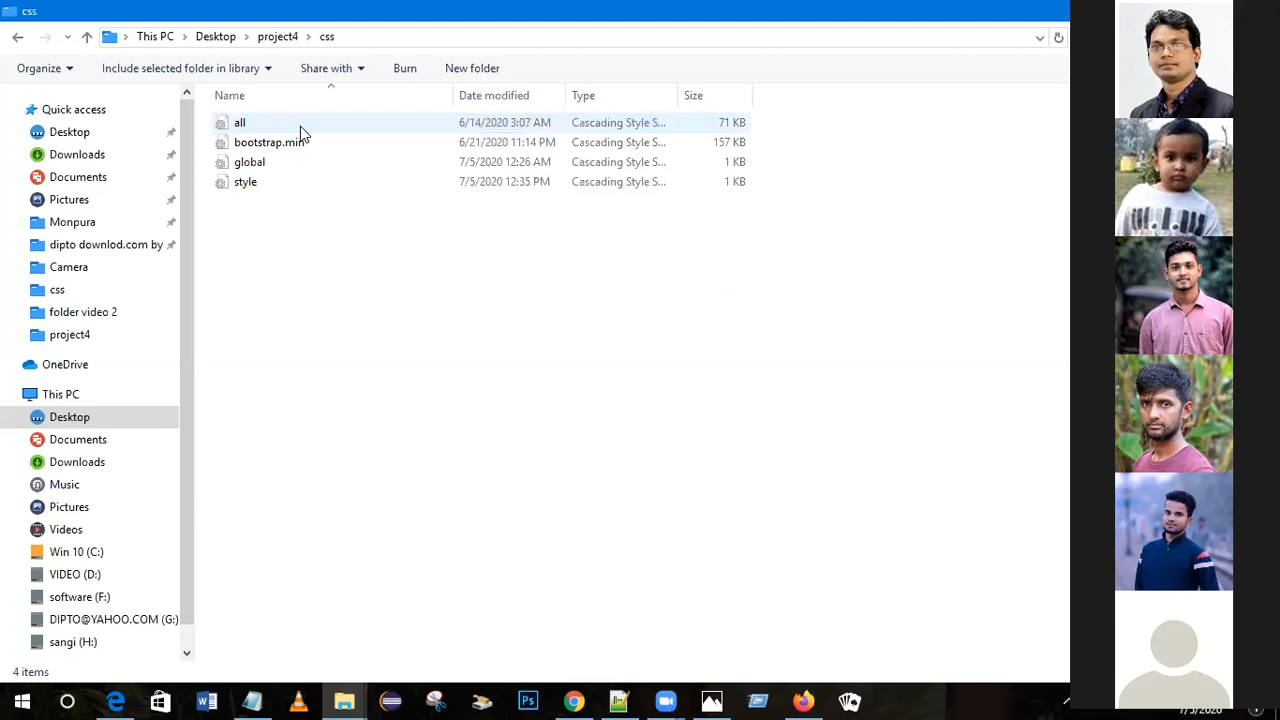 css
This PC > Desktop > project4 > css
Organize Include selected folder in library Share with Burn New folder
Name Date modified Type Size
all 6/14/2020 3:07 AM Cascading Style S... 71 KB
bootstrap.min 6/21/2020 11:14 PM Cascading Style S... 157 KB
global 7/5/2020 12:26 AM Cascading Style S... 1 KB
style 7/5/2020 12:35 PM Cascading Style S... 1 KB
Quick access
Desktop
Downloads
Documents
Pictures
Monpura
dipto downlod.com by
Camera
css
folder video 2
project4
OneDrive
This PC
Desktop
Documents
Downloads
Music
Pictures
Videos
Win 10 (C:)
VIDEO (D:)
software (F:)
DIPTO@YAHOO.COM (G:)
sangi (H:)
4 items
W Ps
7/5/2020